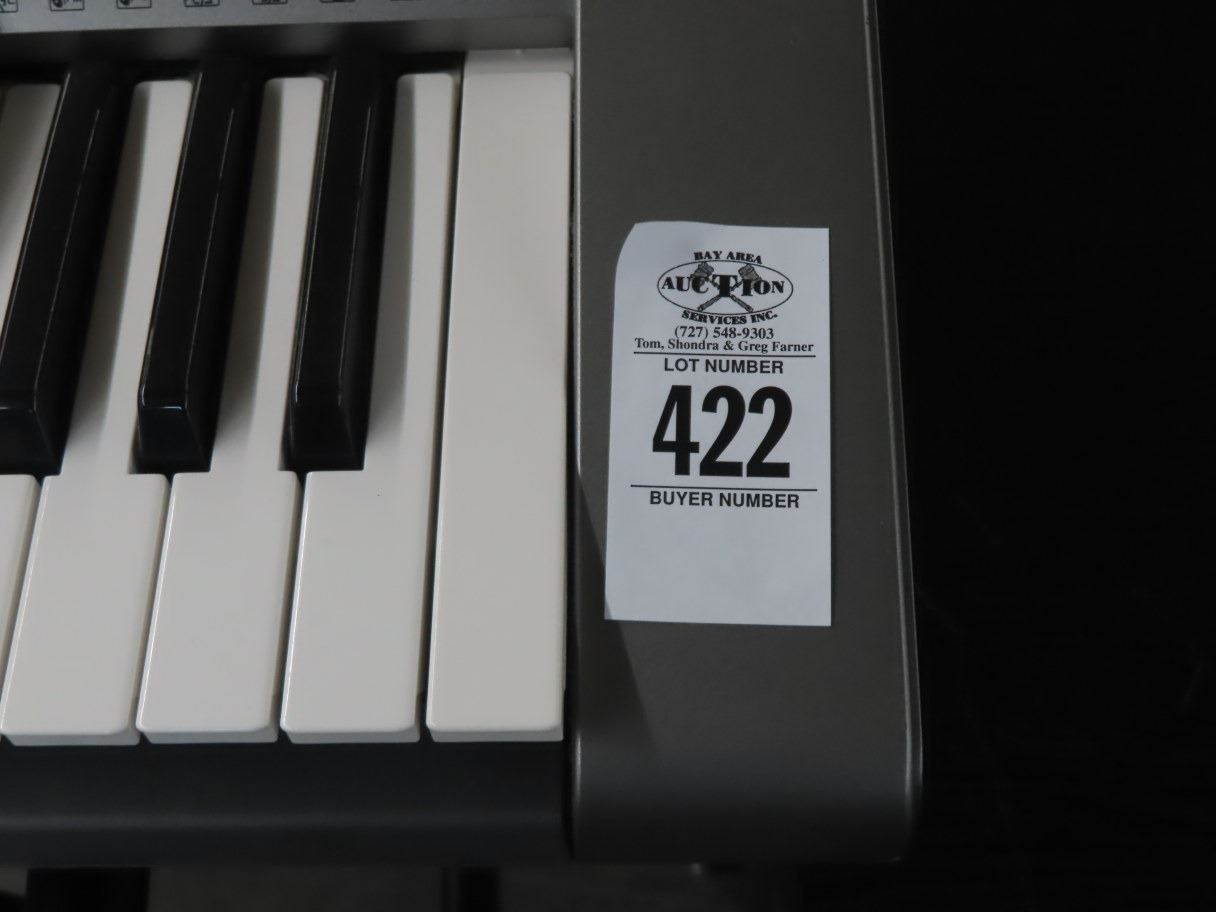 BAY AREA
AUCTION
SERVICES INC.
(727) 548-9303
Tom, Shondra & Greg Farner
LOT NUMBER
422
BUYER NUMBER